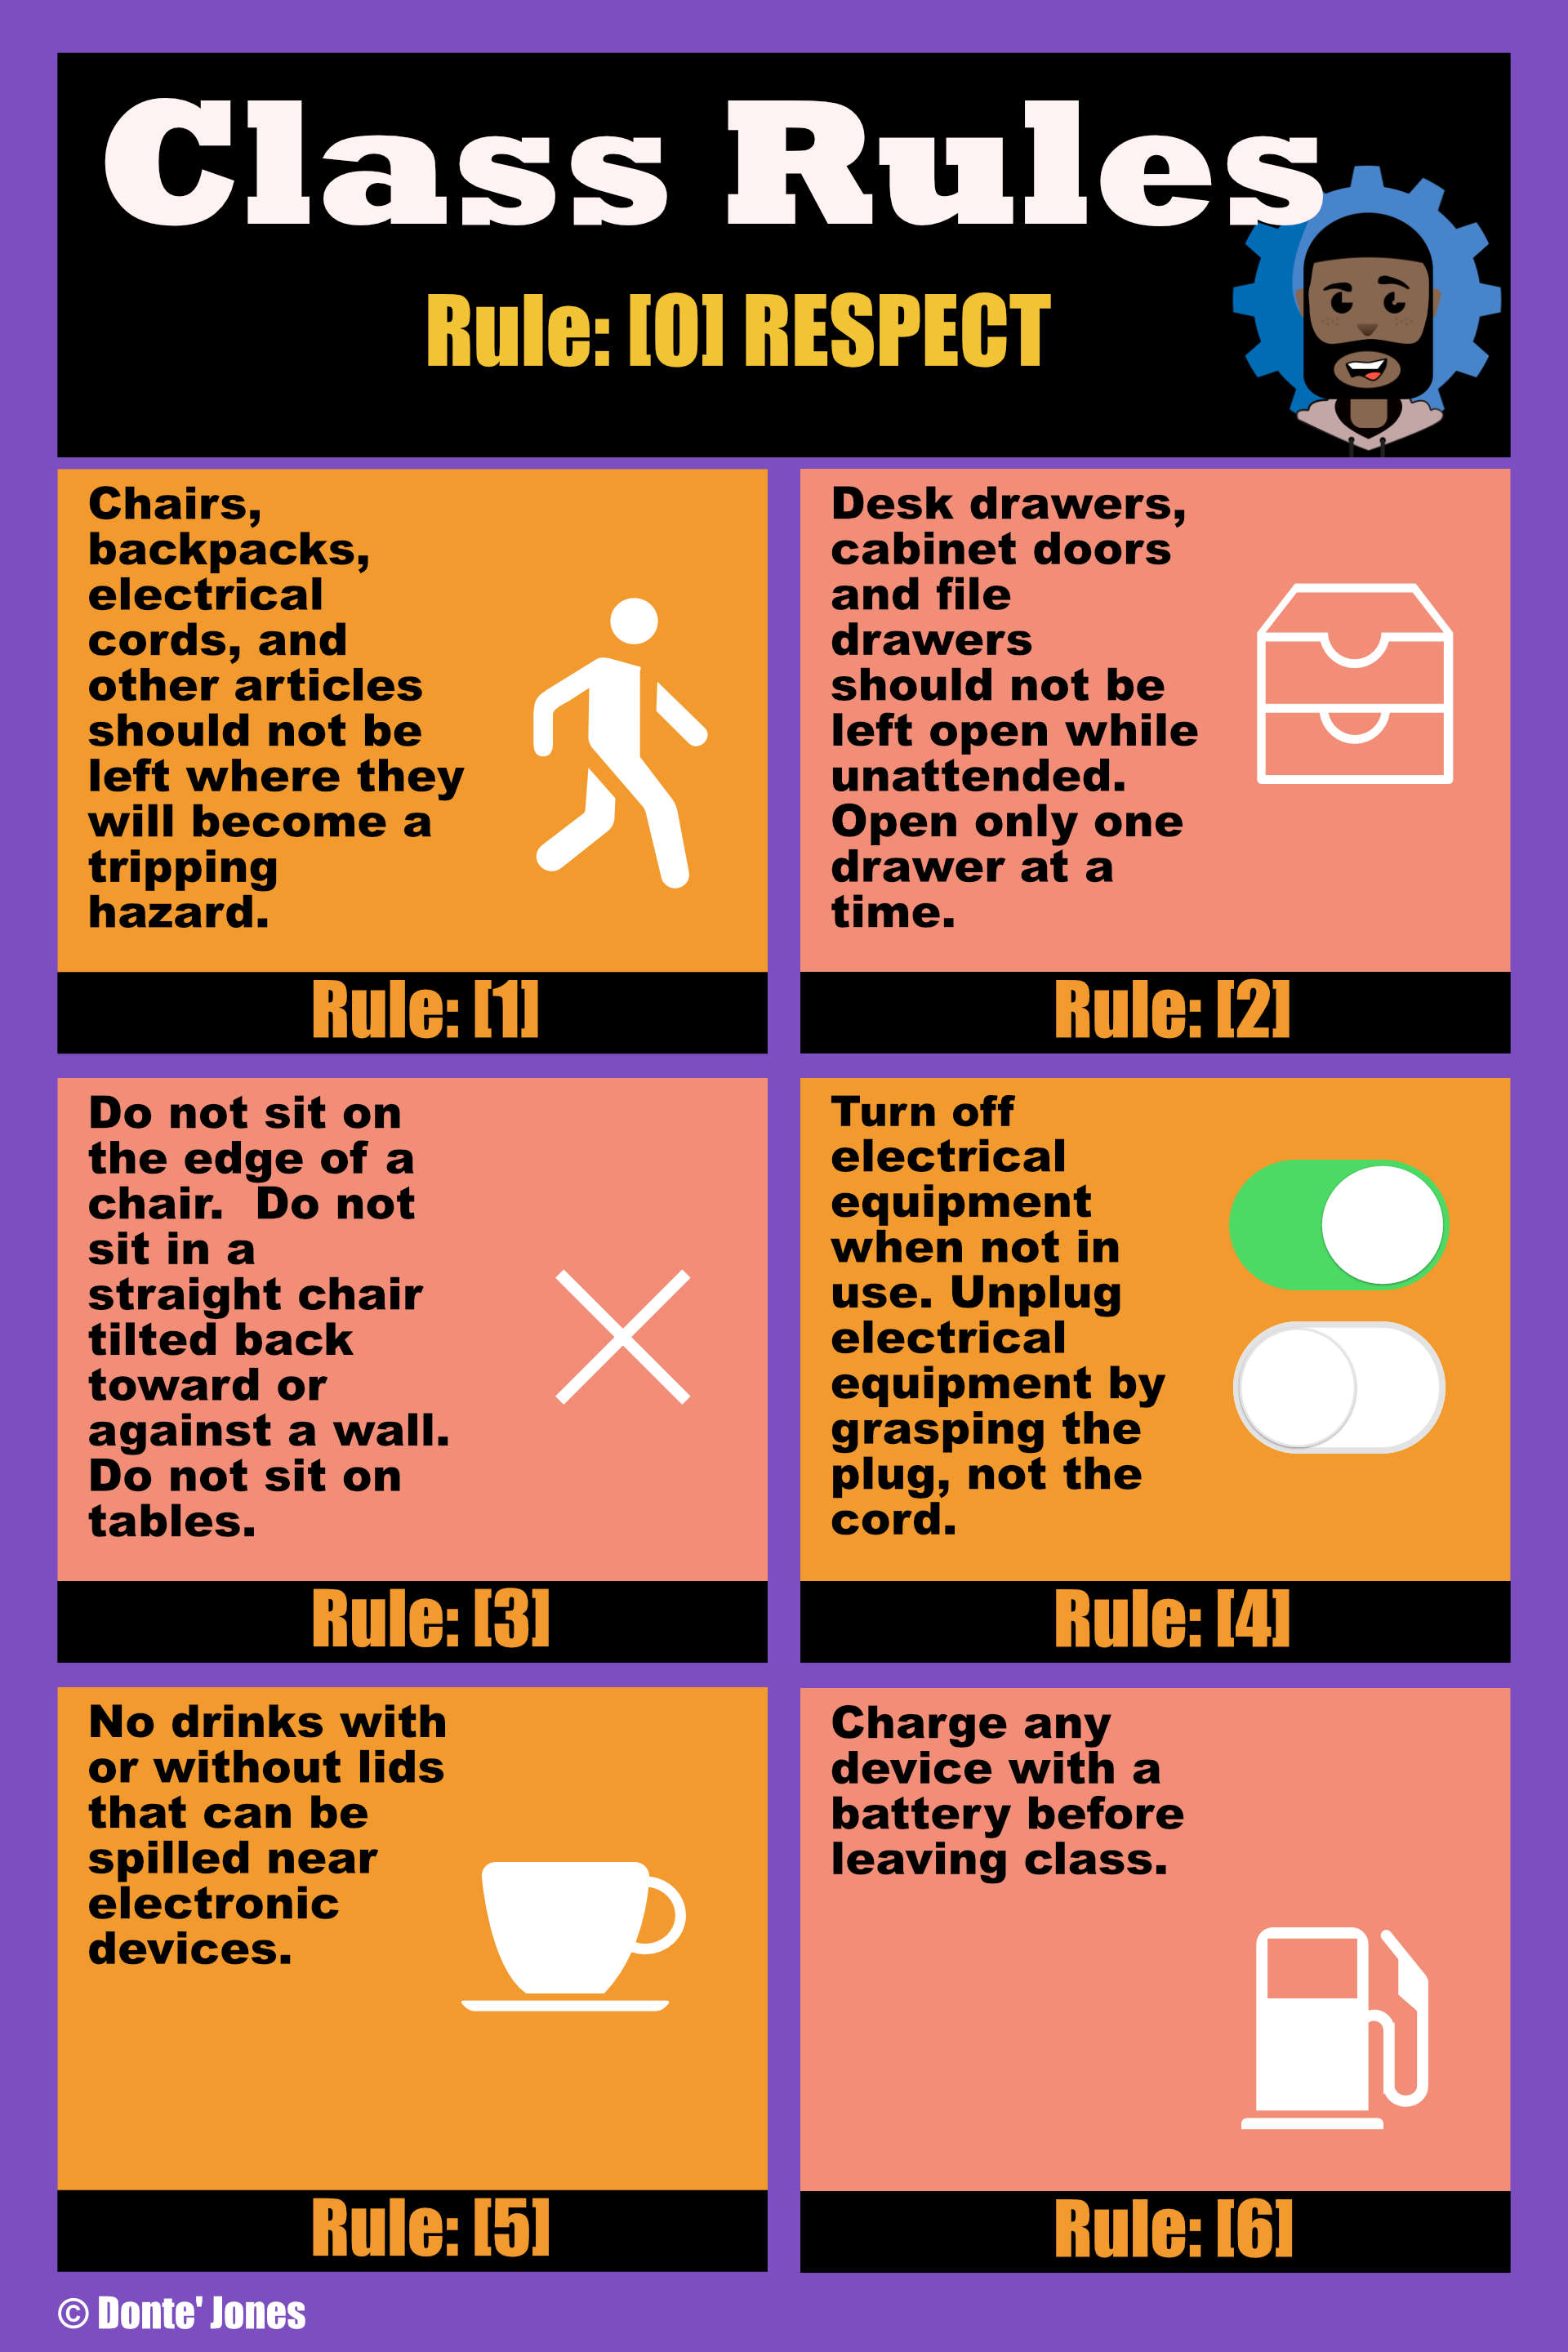 Class Rules
Rule: [0] RESPECT
Chairs,
backpacks,
electrical
cords, and
other articles
should not be
left where they
will become a
tripping
hazard.
Rule: [1]
Desk drawers,
cabinet doors
and file
drawers
should not be
left open while
unattended.
Open only one
drawer at a
time.
Rule: [2]
Do not sit on
the edge of a
chair.  Do not
sit in a
straight chair
tilted back
toward or
against a wall.
Do not sit on
tables.
Rule: [3]
Turn off
electrical
equipment
when not in
use. Unplug
electrical
equipment by
grasping the
plug, not the
cord.
Rule: [4]
No drinks with
or without lids
that can be
spilled near
electronic
devices.
Rule: [5]
Charge any
device with a
battery before
leaving class.
Rule: [6]
© Donte' Jones